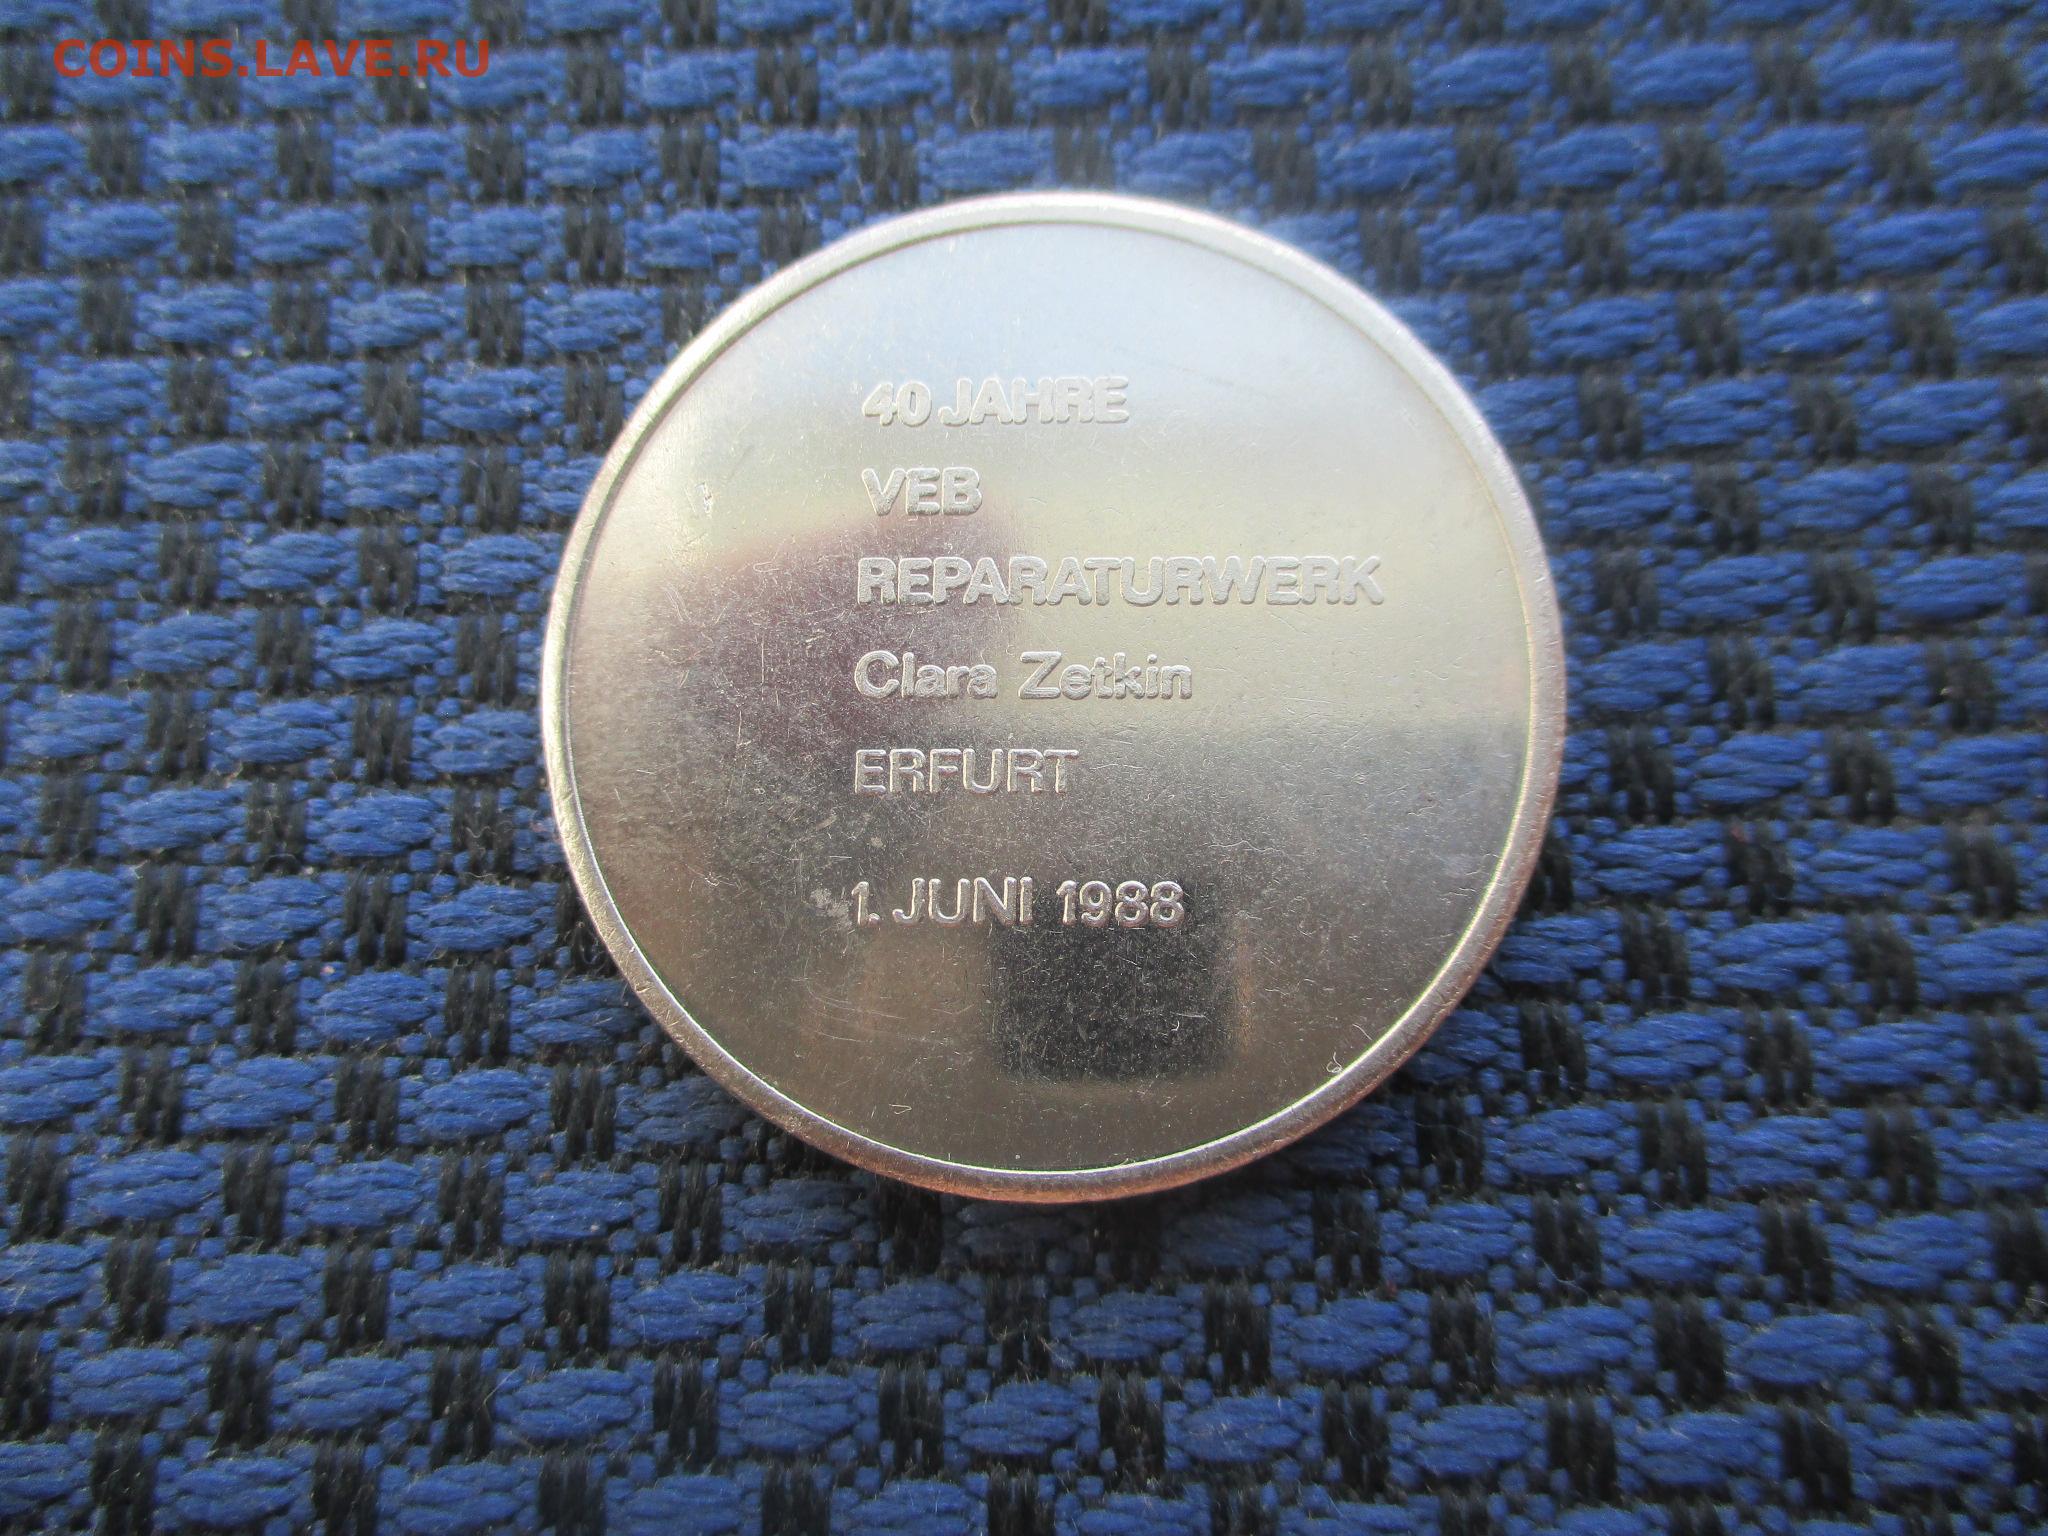 COINS.LAVE.RU
40 JAHRE
VEB
REPARATURWERK
Clara Zetkin
ERFURT
1. JUNI 1988